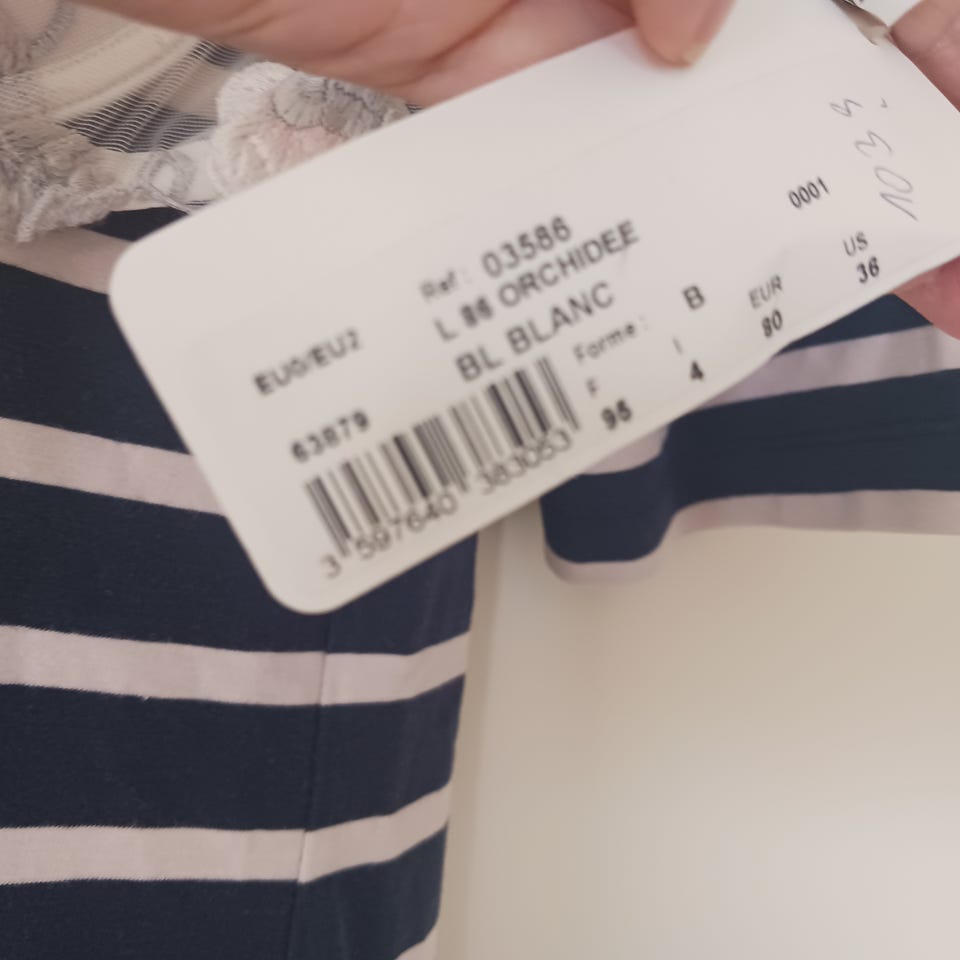 Ref: 03586
L 86 ORCHIDEE
BL BLANC
EU0/EU2
63879
Forme: B
F I EUR US
95 4 80 36
3 597640 383053
0001
103